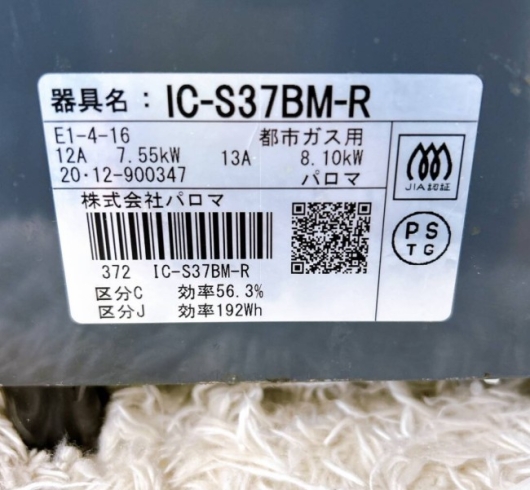 器具名：IC-S37BM-R
E1-4-16 都市ガス用
12A 7.55kW 13A 8.10kW
20・12-900347 パロマ
JIA認証
株式会社パロマ
PS
TG
372 IC-S37BM-R
区分C 効率56.3%
区分J 効率192Wh